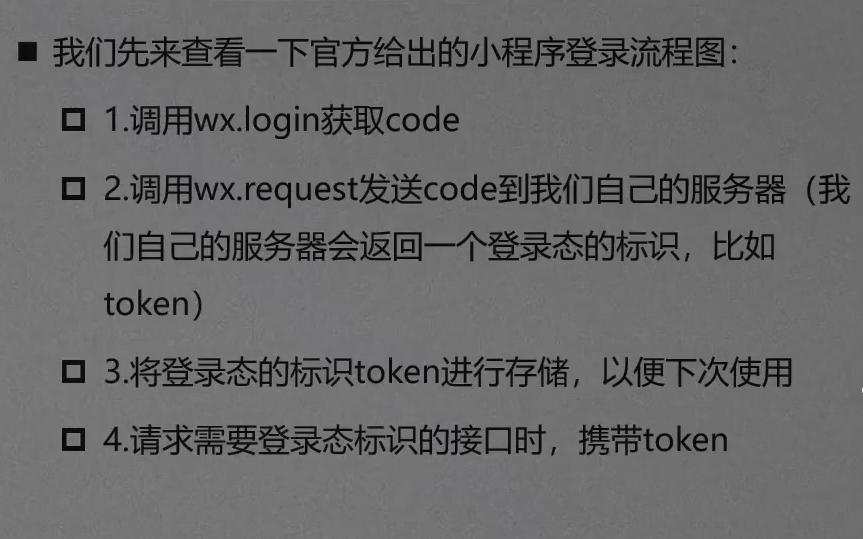 ■ 我们先来查看一下官方给出的小程序登录流程图：
1.调用wx.login获取code
2.调用wx.request发送code到我们自己的服务器（我
们自己的服务器会返回一个登录态的标识，比如
token）
3.将登录态的标识token进行存储，以便下次使用
4.请求需要登录态标识的接口时，携带token